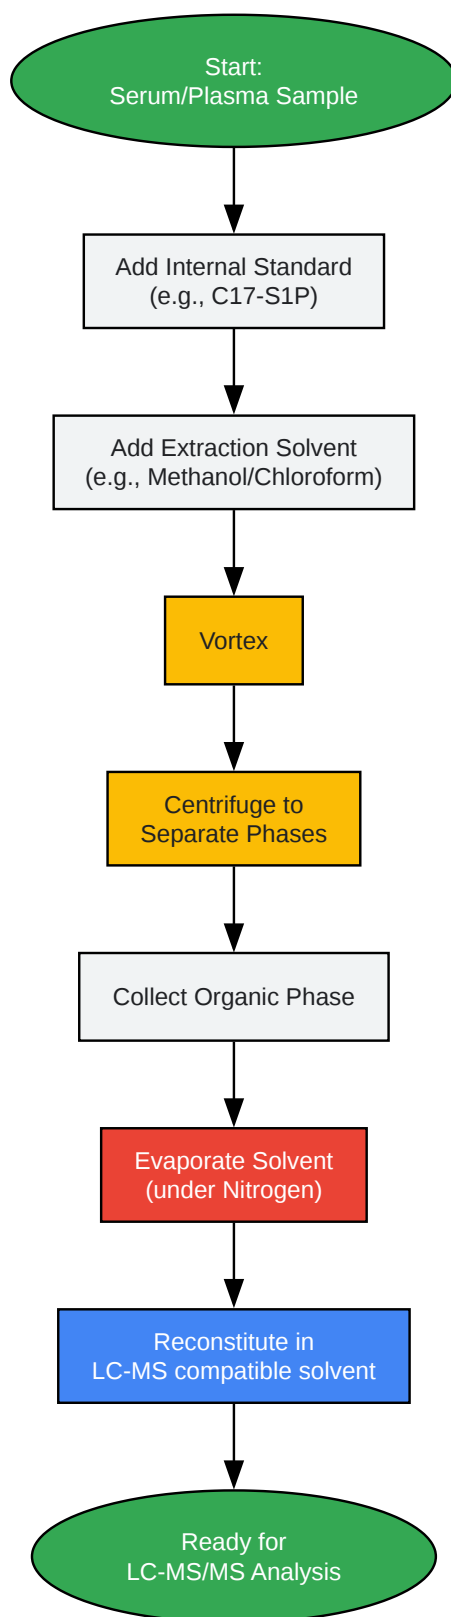 Start:
Serum/Plasma Sample
Add Internal Standard
(e.g., C17-S1P)
Add Extraction Solvent
(e.g., Methanol/Chloroform)
Vortex
Centrifuge to
Separate Phases
Collect Organic Phase
Evaporate Solvent
(under Nitrogen)
Reconstitute in
LC-MS compatible solvent
Ready for
LC-MS/MS Analysis